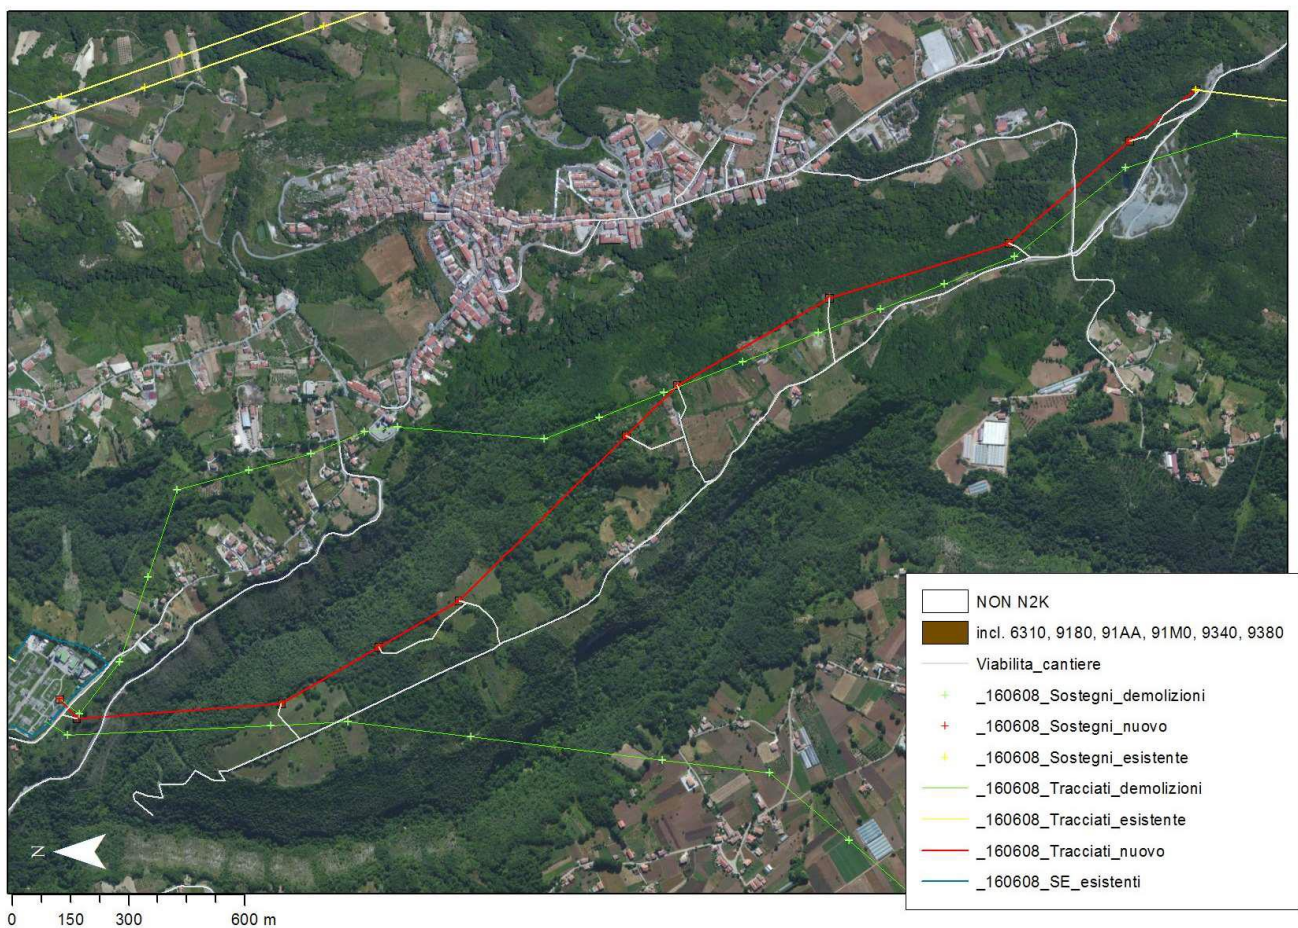 NON N2K
incl. 6310, 9180, 91AA, 91M0, 9340, 9380
Viabilita_cantiere
_160608_Sostegni_demolizioni
_160608_Sostegni_nuovo
_160608_Sostegni_esistente
_160608_Tracciati_demolizioni
_160608_Tracciati_esistente
_160608_Tracciati_nuovo
_160608_SE_esistenti
N
0 150 300 600 m